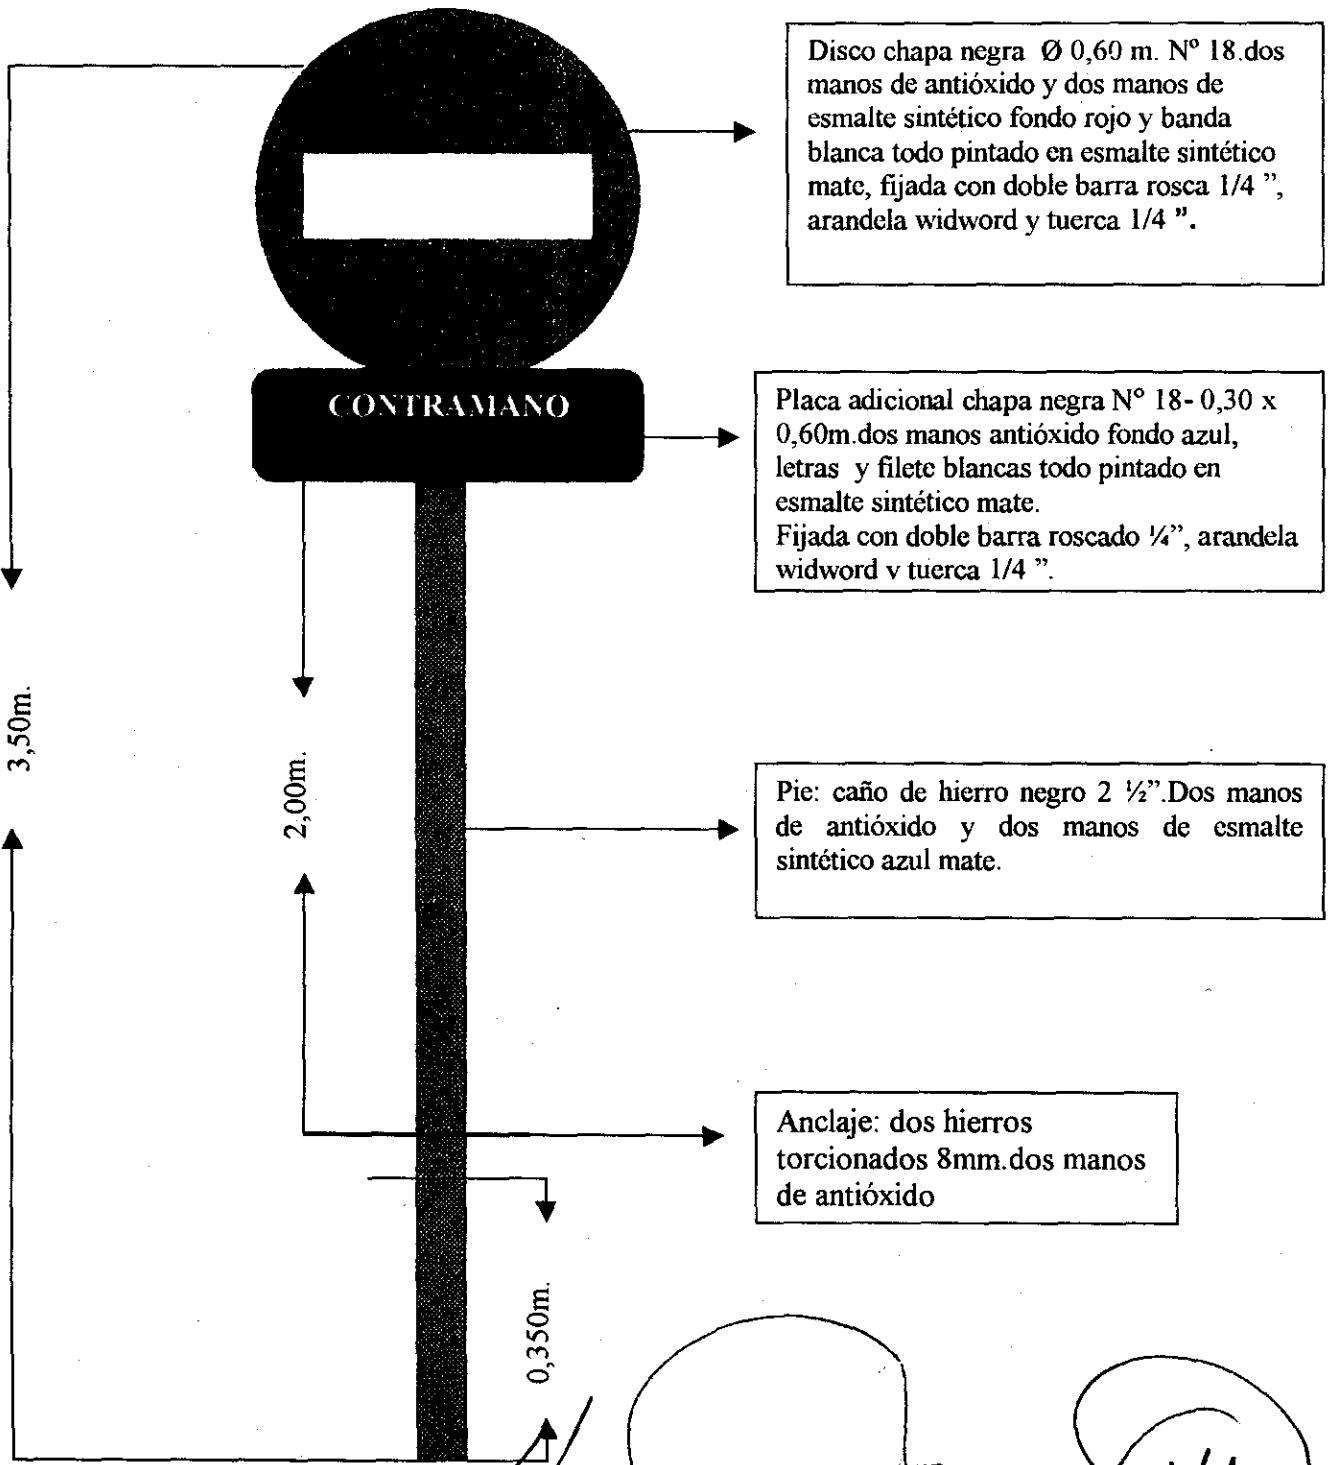 Disco chapa negra Ø 0,60 m. Nº 18.dos
manos de antióxido y dos manos de
esmalte sintético fondo rojo y banda
blanca todo pintado en esmalte sintético
mate, fijada con doble barra rosca 1/4 ”,
arandela widword y tuerca 1/4 ”.
CONTRAMANO
Placa adicional chapa negra Nº 18- 0,30 x
0,60m.dos manos antióxido fondo azul,
letras y filete blancas todo pintado en
esmalte sintético mate.
Fijada con doble barra roscado ¼”, arandela
widword y tuerca 1/4 ”.
3,50m.
2,00m.
Pie: caño de hierro negro 2 ½”.Dos manos
de antióxido y dos manos de esmalte
sintético azul mate.
Anclaje: dos hierros
torcionados 8mm.dos manos
de antióxido
0,350m.